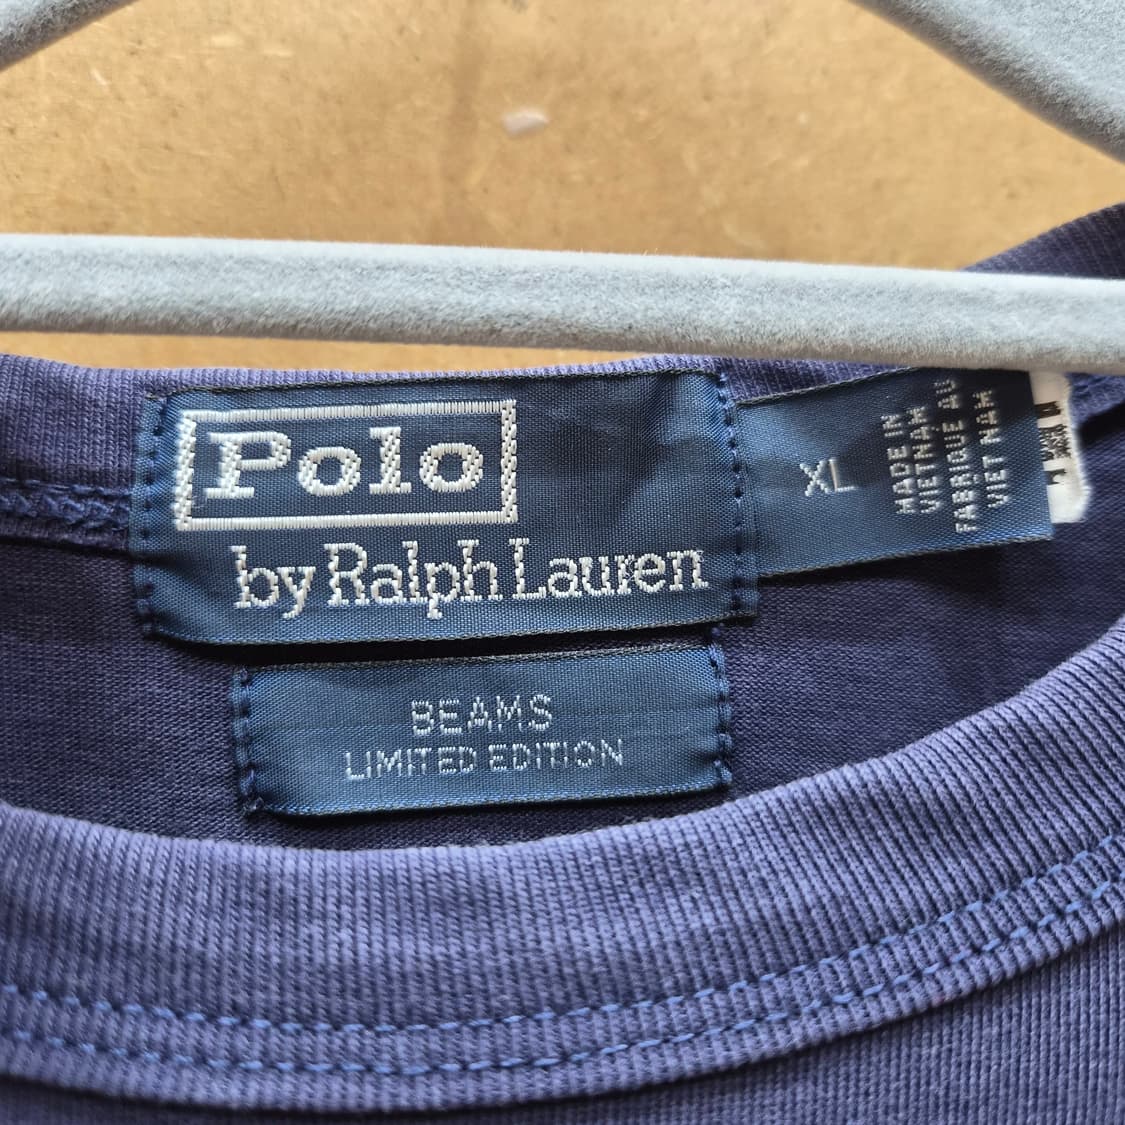 Polo
by Ralph Lauren
XL
MADE IN
VIETNAM
FABRIQUE AU
VIET NAM
BEAMS
LIMITED EDITION